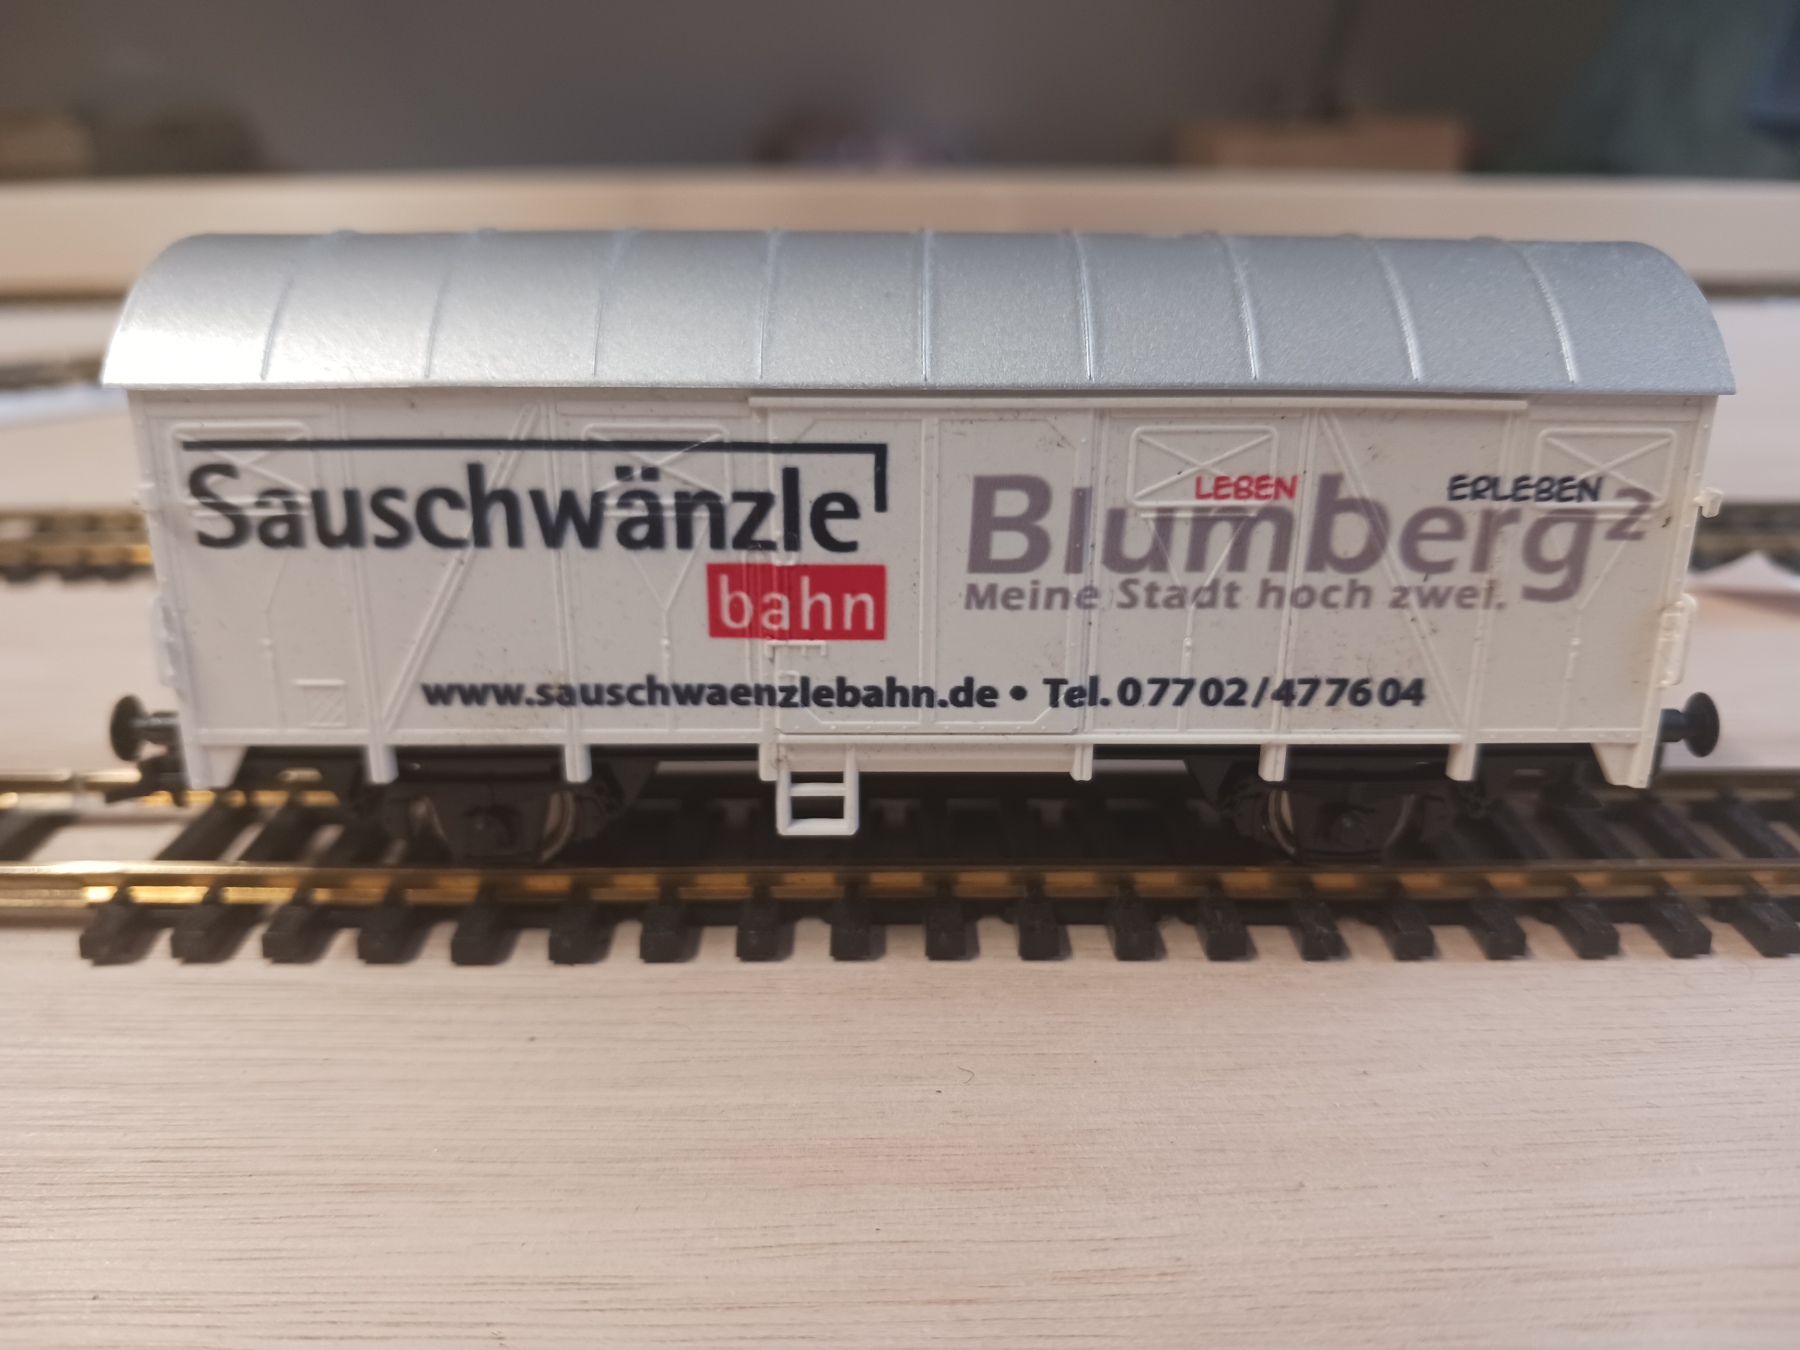 Sauschwänzle
bahn
LEBEN ERLEBEN
Blumberg²
Meine Stadt hoch zwei.
www.sauschwaenzlebahn.de • Tel. 07702/477604